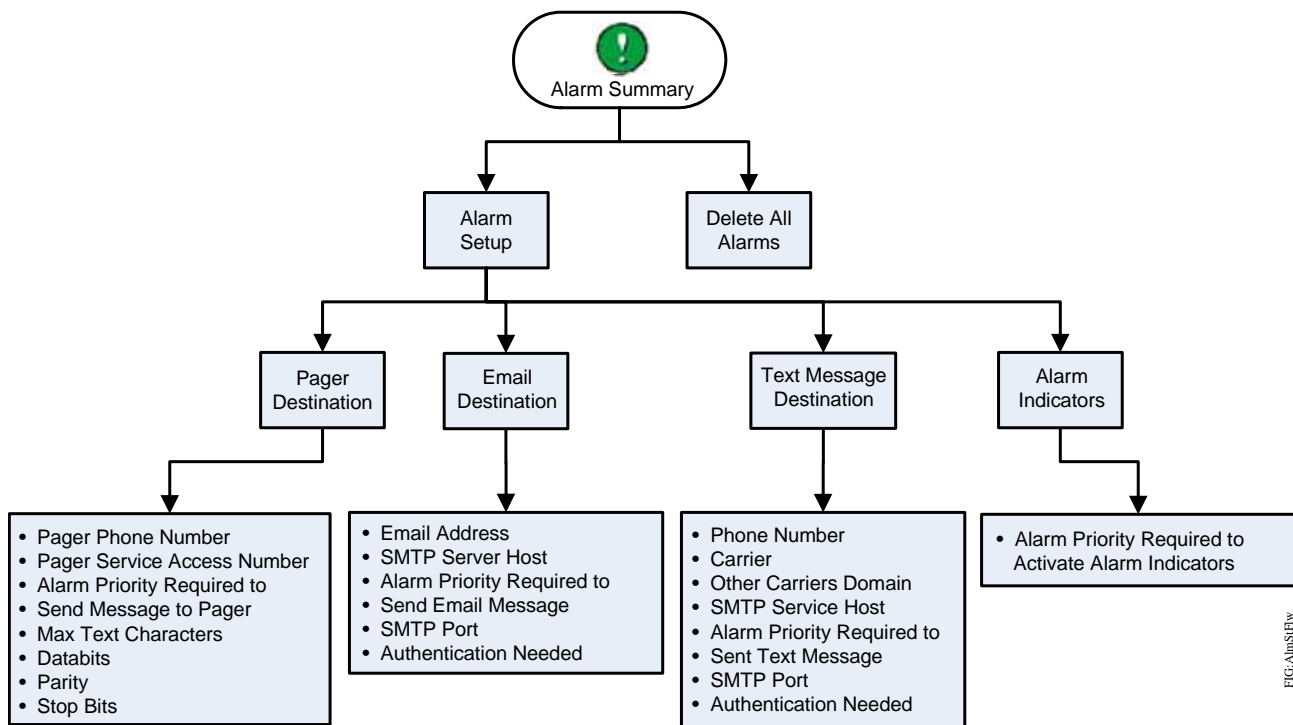 Alarm Summary
Alarm
Setup
Delete All
Alarms
Pager
Destination
Email
Destination
Text Message
Destination
Alarm
Indicators
• Pager Phone Number
• Pager Service Access Number
• Alarm Priority Required to
• Send Message to Pager
• Max Text Characters
• Databits
• Parity
• Stop Bits
• Email Address
• SMTP Server Host
• Alarm Priority Required to
• Send Email Message
• SMTP Port
• Authentication Needed
• Phone Number
• Carrier
• Other Carriers Domain
• SMTP Service Host
• Alarm Priority Required to
• Sent Text Message
• SMTP Port
• Authentication Needed
• Alarm Priority Required to
Activate Alarm Indicators
FIG:AlmStFlw